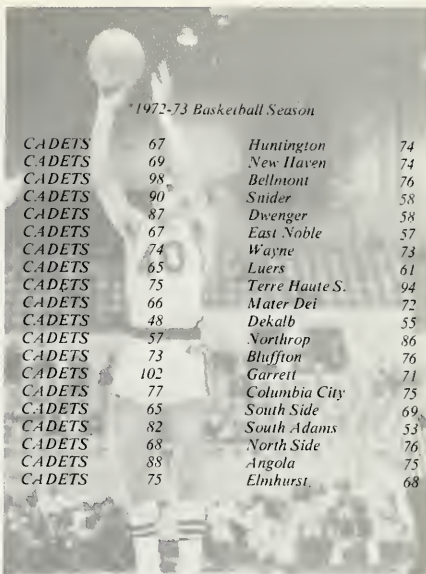 *1972-73 Basketball Season
CADETS 67 Huntington 74
CADETS 69 New Haven 74
CADETS 98 Bellmont 76
CADETS 90 Snider 58
CADETS 87 Dwenger 58
CADETS 67 East Noble 57
CADETS 74 Wayne 73
CADETS 65 Luers 61
CADETS 75 Terre Haute S. 94
CADETS 66 Mater Dei 72
CADETS 48 Dekalb 55
CADETS 57 Northrop 86
CADETS 73 Bluffton 76
CADETS 102 Garrett 71
CADETS 77 Columbia City 75
CADETS 65 South Side 69
CADETS 82 South Adams 53
CADETS 68 North Side 76
CADETS 88 Angola 75
CADETS 75 Elmhurst 68